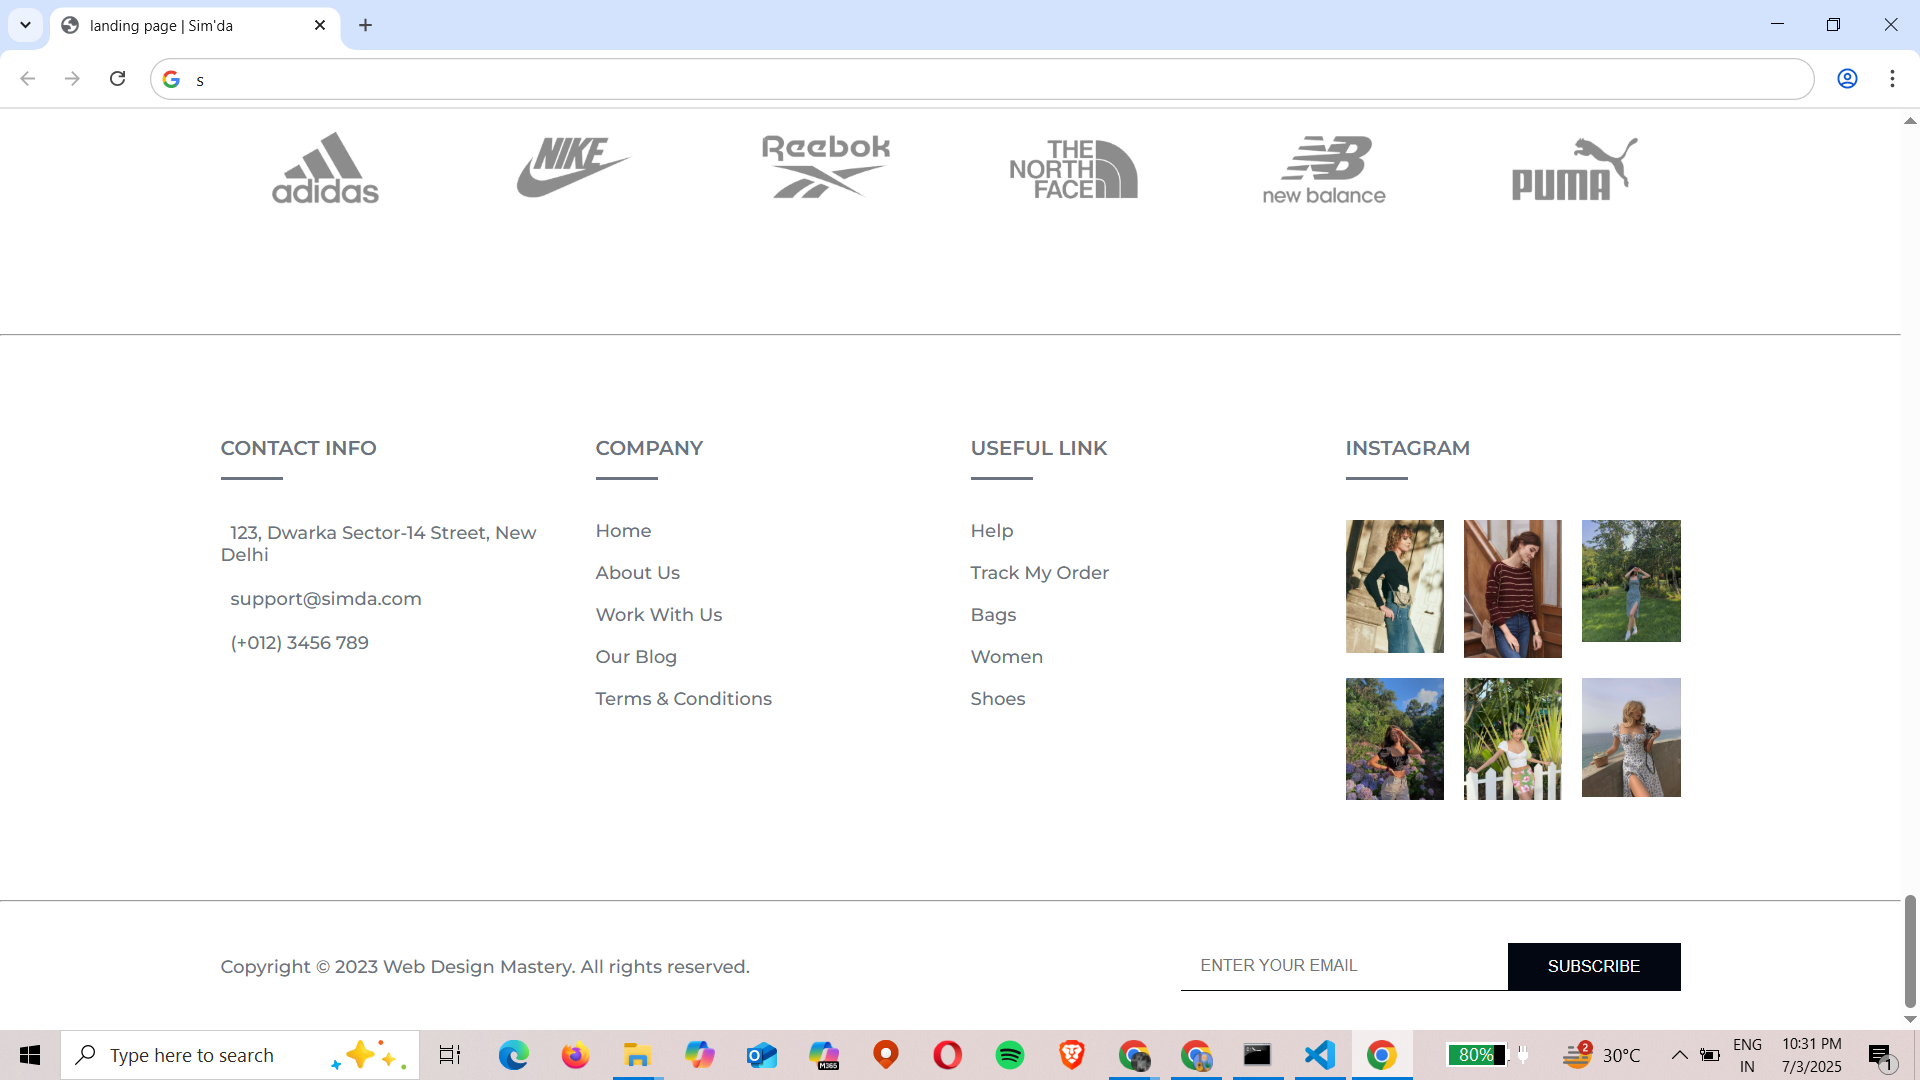 landing page | Sim'da
s
adidas
NIKE
Reebok
THE
NORTH
FACE
new balance
PUMA
CONTACT INFO
123, Dwarka Sector-14 Street, New
Delhi
support@simda.com
(+012) 3456 789
COMPANY
Home
About Us
Work With Us
Our Blog
Terms & Conditions
USEFUL LINK
Help
Track My Order
Bags
Women
Shoes
INSTAGRAM
Copyright © 2023 Web Design Mastery. All rights reserved.
ENTER YOUR EMAIL
SUBSCRIBE
Type here to search
M365
80%
2
30°C
ENG
IN
10:31 PM
7/3/2025
1